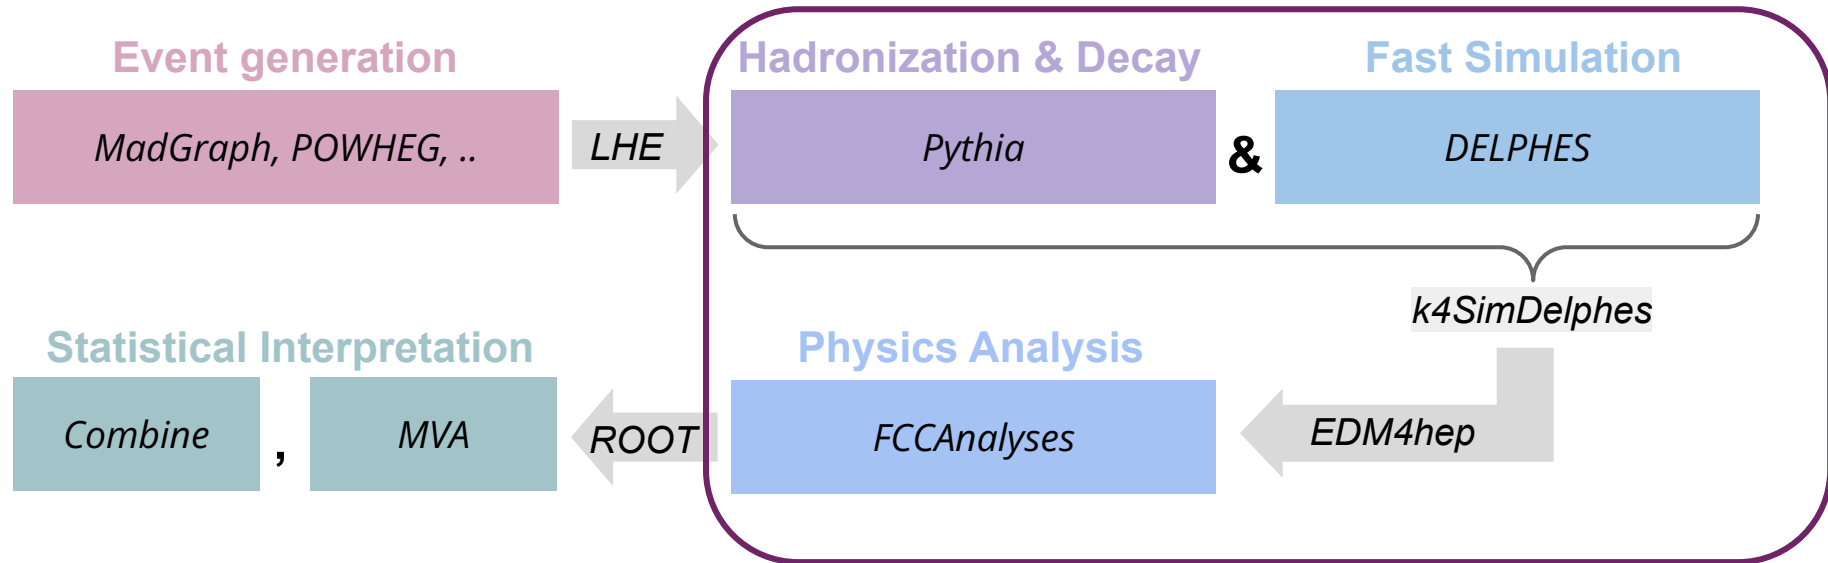 Event generation
MadGraph, POWHEG, ..
LHE
Hadronization & Decay
Pythia
&
Fast Simulation
DELPHES
k4SimDelphes
EDM4hep
Physics Analysis
FCCAnalyses
ROOT
Statistical Interpretation
Combine
,
MVA